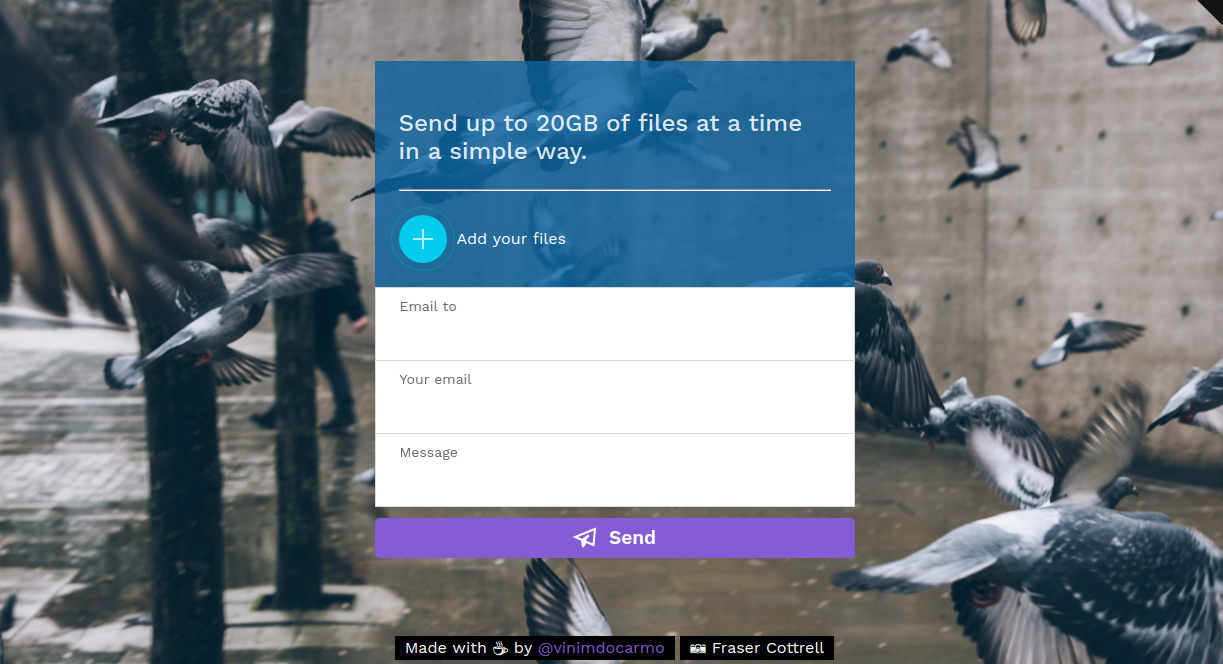 Send up to 20GB of files at a time
in a simple way.
Add your files
Email to
Your email
Message
Send
Made with ☕ by @vinimdocarmo
📸 Fraser Cottrell